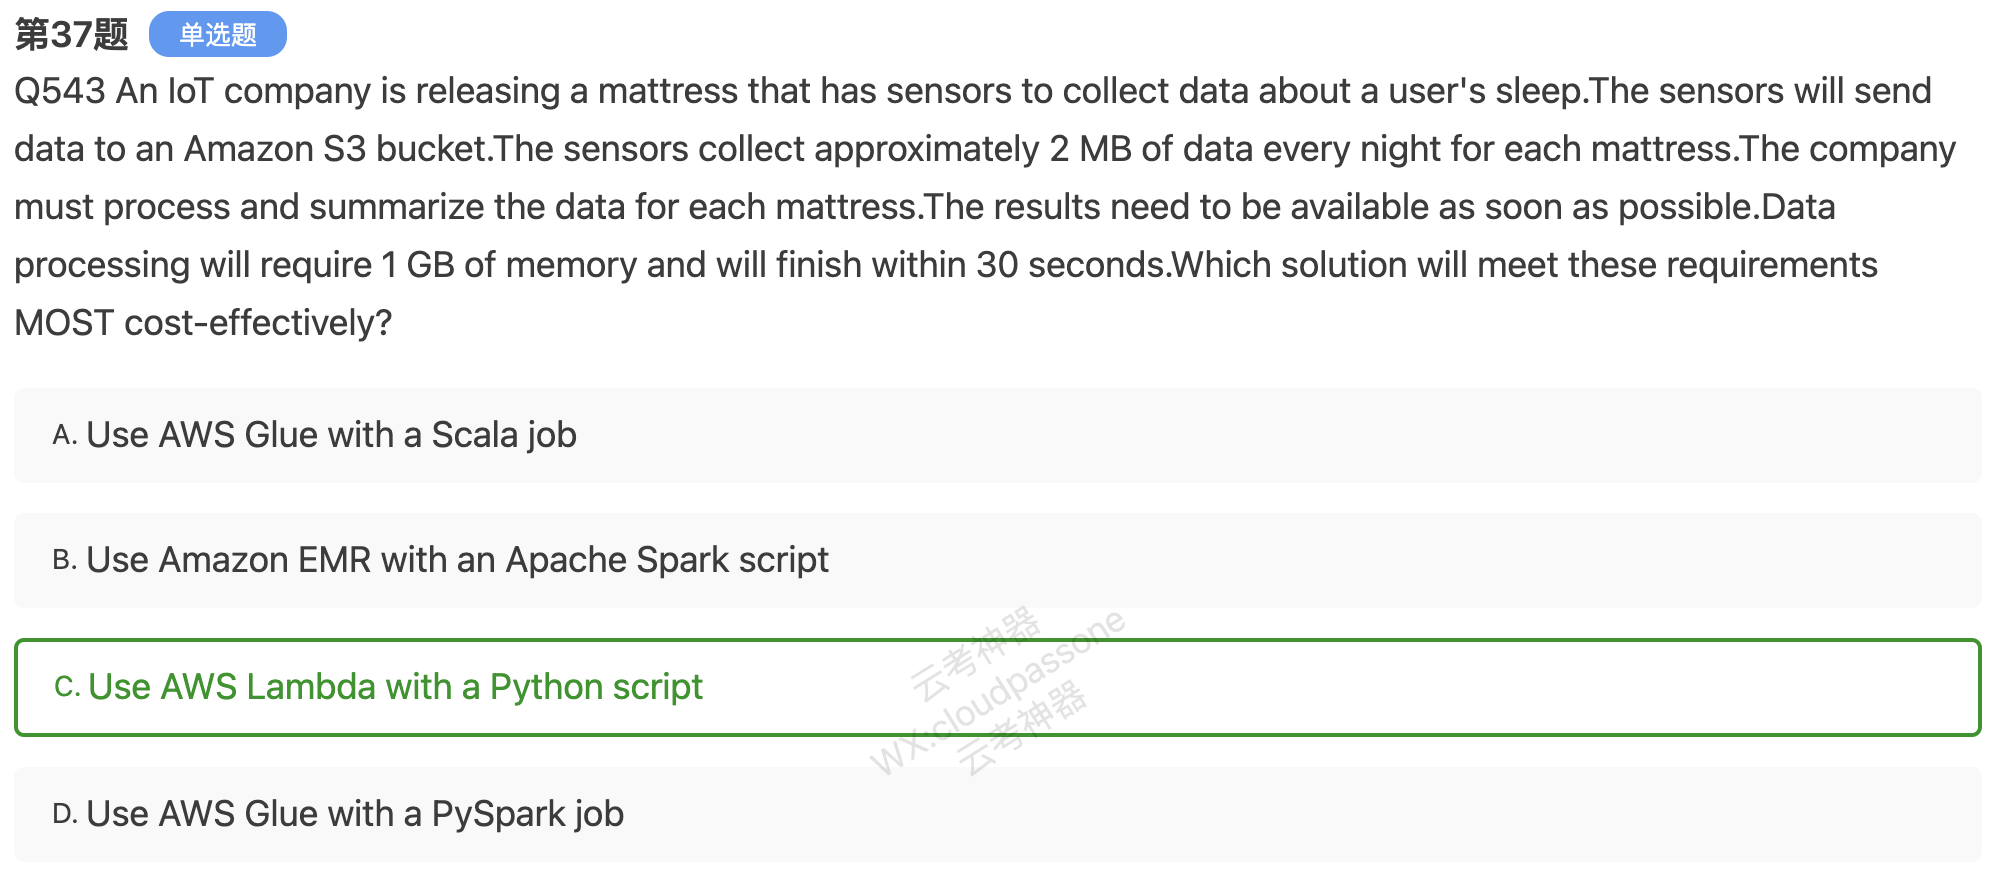 第37题 单选题
Q543 An IoT company is releasing a mattress that has sensors to collect data about a user's sleep.The sensors will send
data to an Amazon S3 bucket.The sensors collect approximately 2 MB of data every night for each mattress.The company
must process and summarize the data for each mattress.The results need to be available as soon as possible.Data
processing will require 1 GB of memory and will finish within 30 seconds.Which solution will meet these requirements
MOST cost-effectively?
A. Use AWS Glue with a Scala job
B. Use Amazon EMR with an Apache Spark script
C. Use AWS Lambda with a Python script
云考神器
WX:cloudpassone
云考神器
D. Use AWS Glue with a PySpark job